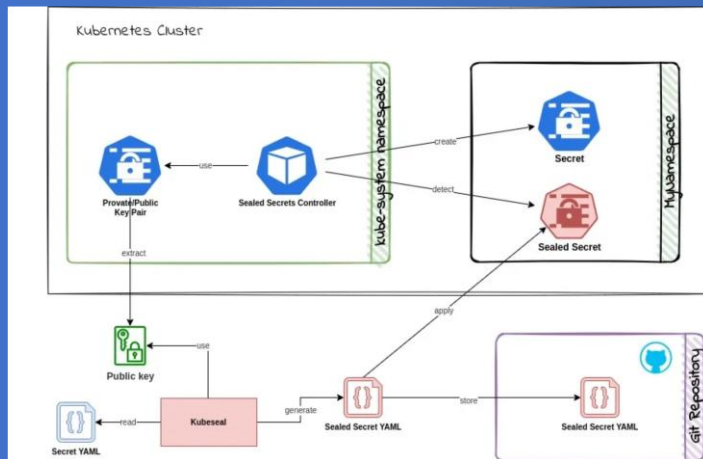 Kubernetes Cluster
kube-system namespace
MyNamespace
create
Secret
use
detect
Private/Public
Key Pair
Sealed Secrets Controller
Sealed Secret
extract
apply
use
Public key
Git Repository
generate
store
read
Kubeseal
Secret YAML
Sealed Secret YAML
Sealed Secret YAML